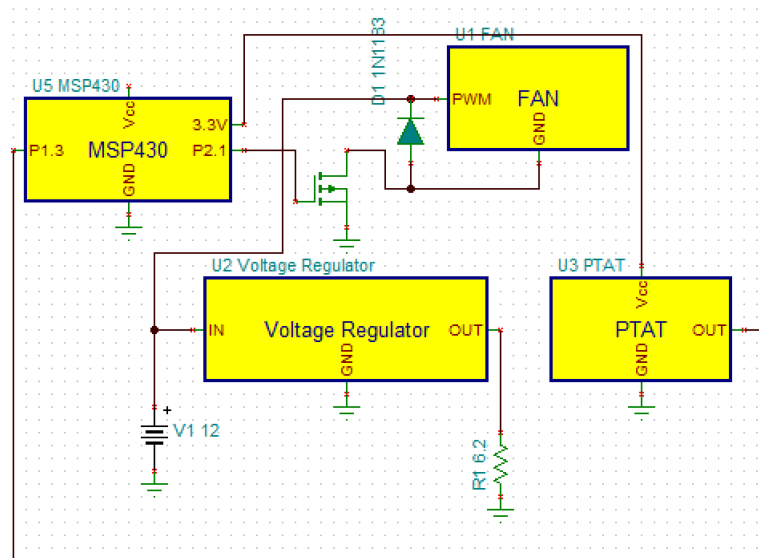 U1 FAN
D1 1N1183
PWM
FAN
GND
U5 MSP430
Vcc
3.3V
P1.3
MSP430
P2.1
GND
U2 Voltage Regulator
IN
Voltage Regulator
OUT
GND
U3 PTAT
Vcc
PTAT
OUT
GND
+
V1 12
R1 6.2